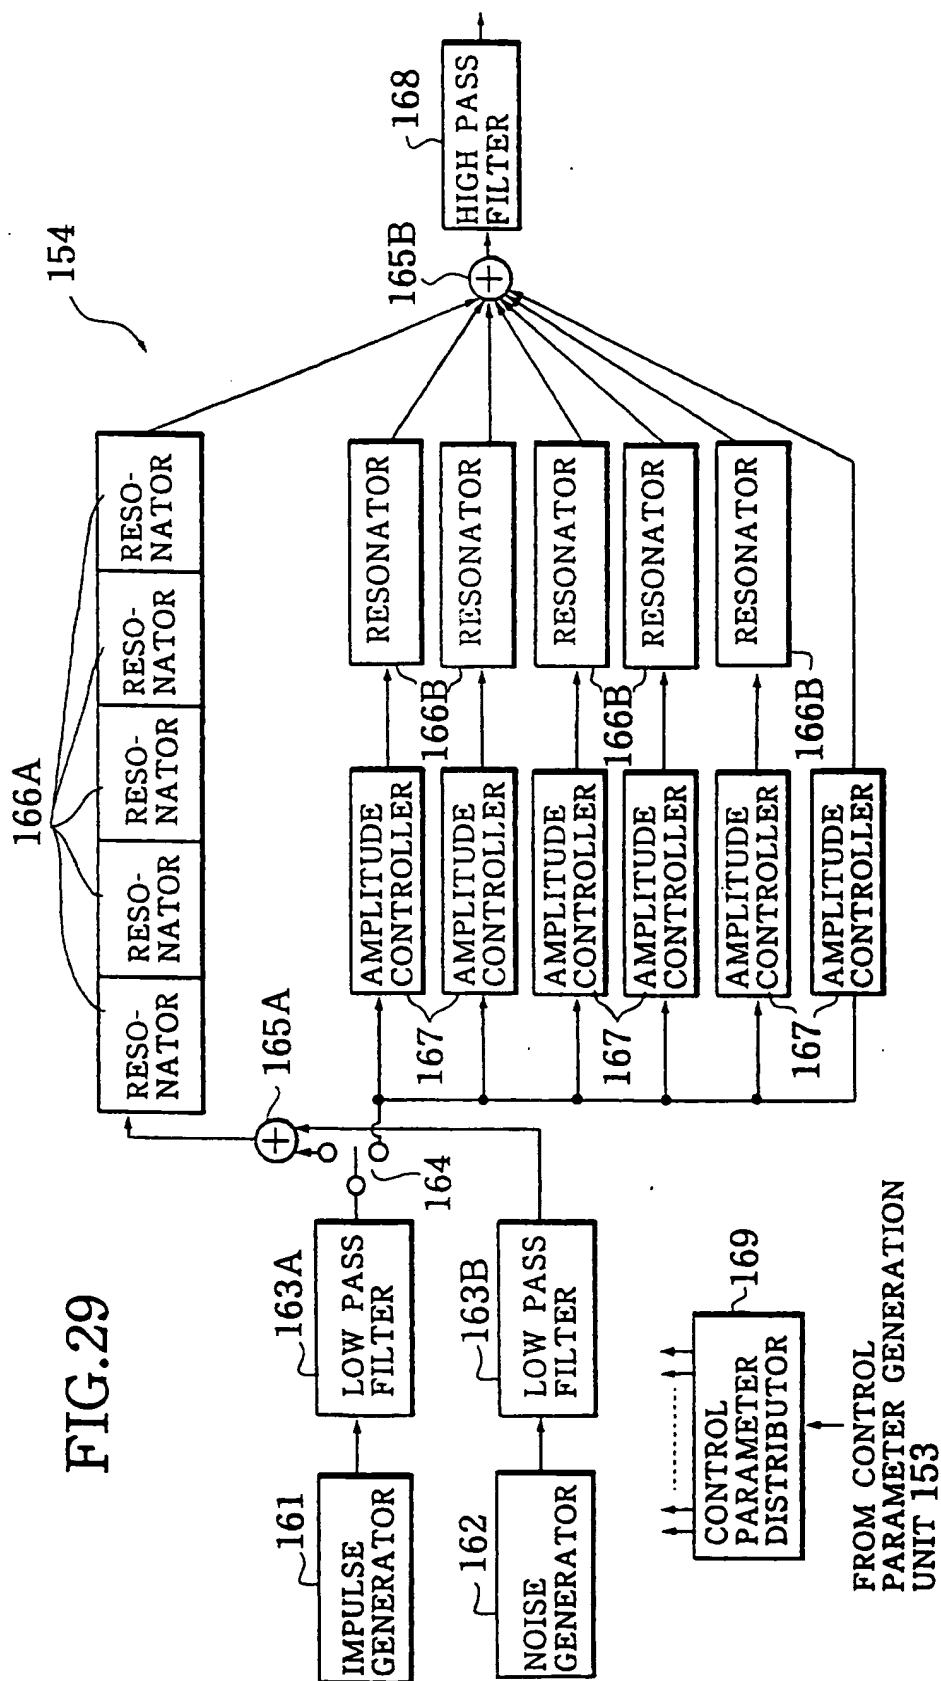 FIG.29
154
166A
RESO-
NATOR
RESO-
NATOR
RESO-
NATOR
RESO-
NATOR
RESO-
NATOR
165A
+
164
161
IMPULSE
GENERATOR
163A
LOW PASS
FILTER
162
NOISE
GENERATOR
163B
LOW PASS
FILTER
AMPLITUDE
CONTROLLER
AMPLITUDE
CONTROLLER
167
AMPLITUDE
CONTROLLER
AMPLITUDE
CONTROLLER
167
AMPLITUDE
CONTROLLER
AMPLITUDE
CONTROLLER
167
RESONATOR
RESONATOR
166B
RESONATOR
RESONATOR
166B
RESONATOR
166B
165B
+
168
HIGH PASS
FILTER
169
CONTROL
PARAMETER
DISTRIBUTOR
FROM CONTROL
PARAMETER GENERATION
UNIT 153